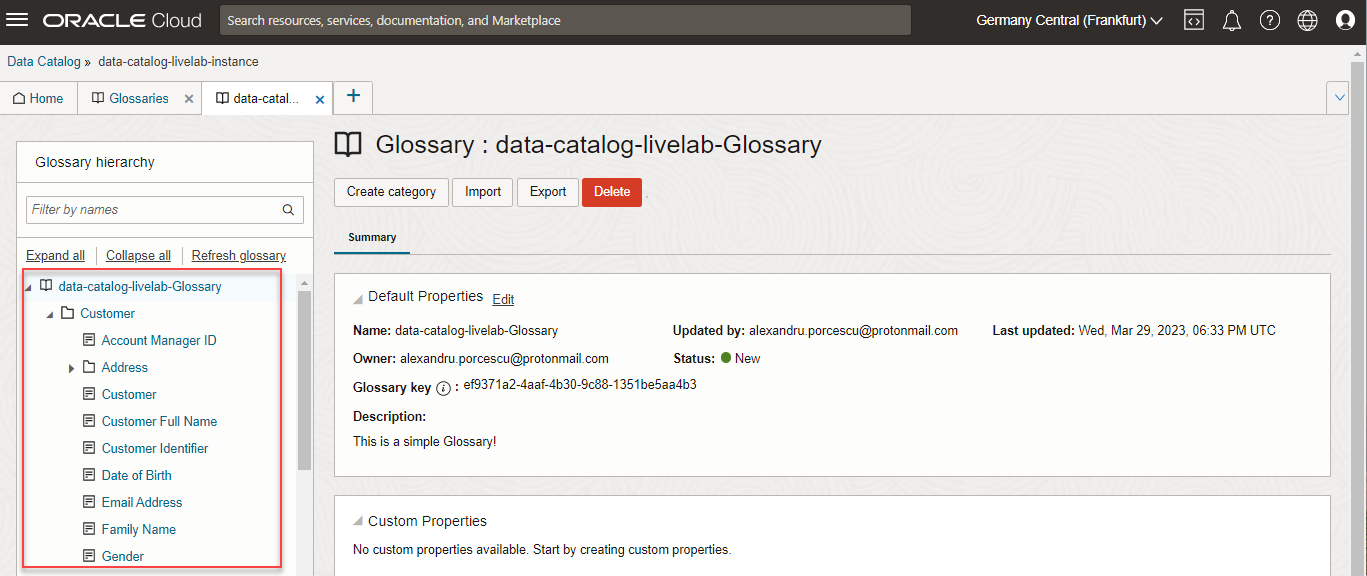 ORACLE Cloud
Search resources, services, documentation, and Marketplace
Germany Central (Frankfurt)
Data Catalog » data-catalog-livelab-instance
Home
Glossaries ×
data-catal... ×
+
Glossary hierarchy
Filter by names
Expand all
Collapse all
Refresh glossary
data-catalog-livelab-Glossary
Customer
Account Manager ID
Address
Customer
Customer Full Name
Customer Identifier
Date of Birth
Email Address
Family Name
Gender
Glossary : data-catalog-livelab-Glossary
Create category
Import
Export
Delete
Summary
Default Properties Edit
Name: data-catalog-livelab-Glossary
Updated by: alexandru.porcescu@protonmail.com
Last updated: Wed, Mar 29, 2023, 06:33 PM UTC
Owner: alexandru.porcescu@protonmail.com
Status: New
Glossary key i : ef9371a2-4aaf-4b30-9c88-1351be5aa4b3
Description:
This is a simple Glossary!
Custom Properties
No custom properties available. Start by creating custom properties.